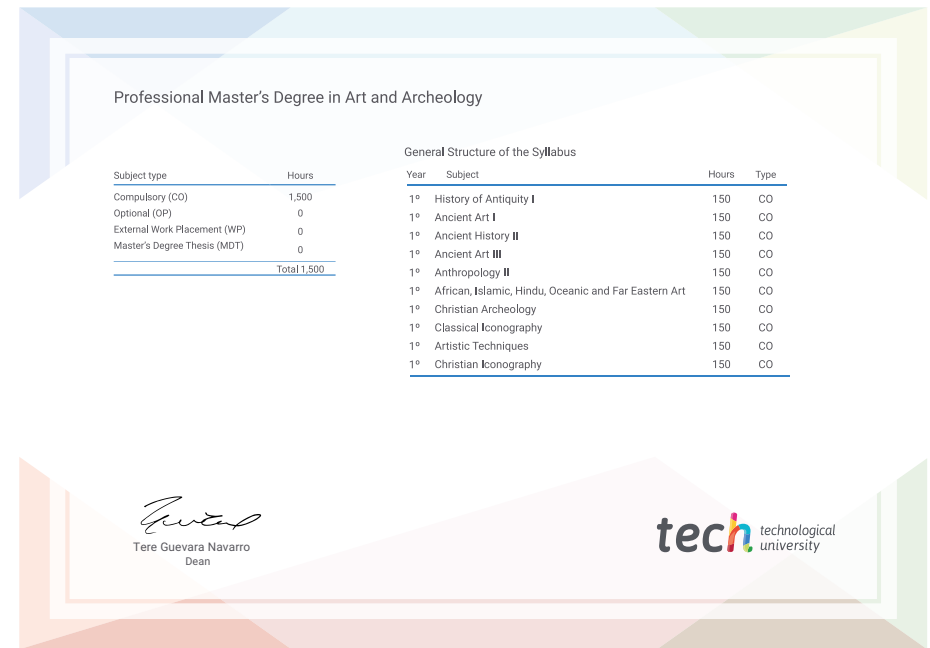 Professional Master's Degree in Art and Archeology
Subject type Hours
Compulsory (CO) 1,500
Optional (OP) 0
External Work Placement (WP) 0
Master's Degree Thesis (MDT) 0
Total 1,500
General Structure of the Syllabus
Year Subject Hours Type
1º History of Antiquity I 150 CO
1º Ancient Art I 150 CO
1º Ancient History II 150 CO
1º Ancient Art III 150 CO
1º Anthropology II 150 CO
1º African, Islamic, Hindu, Oceanic and Far Eastern Art 150 CO
1º Christian Archeology 150 CO
1º Classical Iconography 150 CO
1º Artistic Techniques 150 CO
1º Christian Iconography 150 CO
Tere Guevara Navarro
Dean
tech technological
university